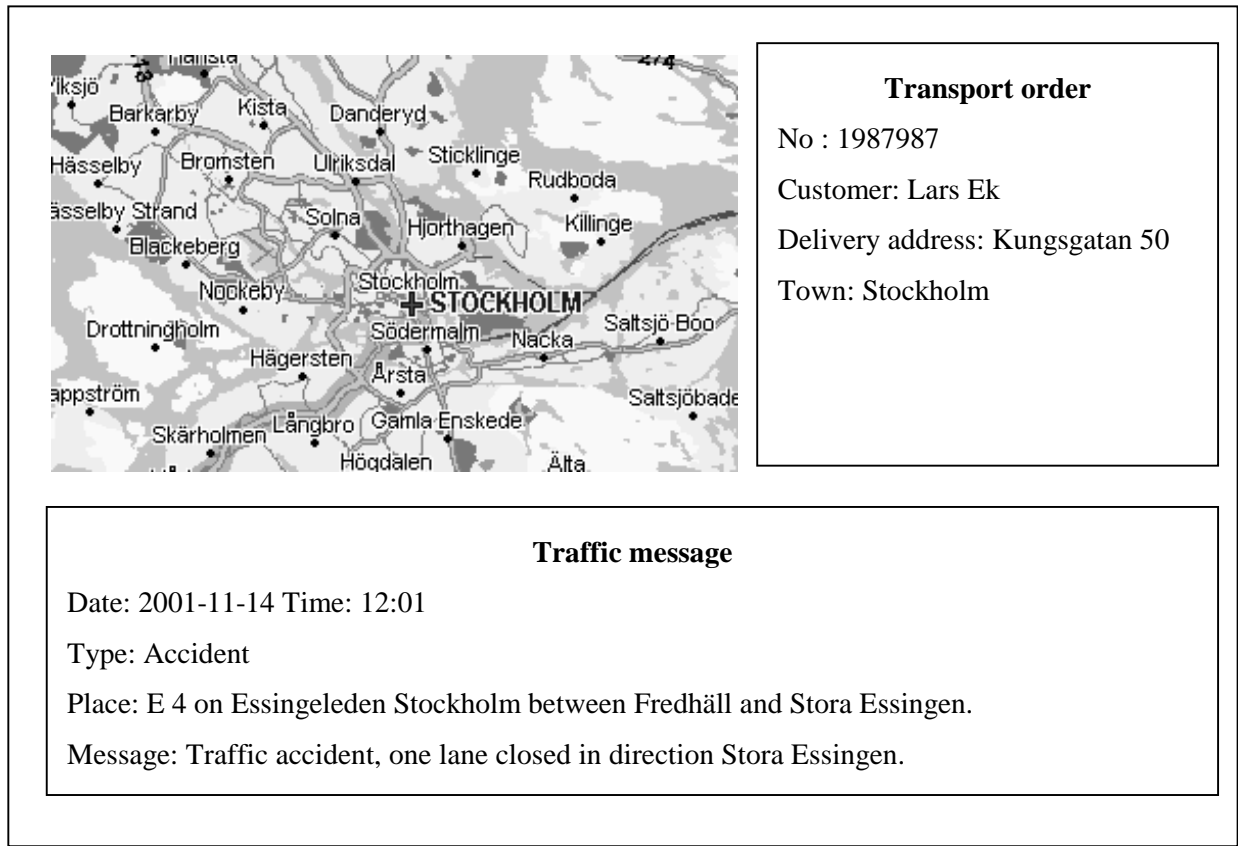 274
Barkarby
Kista
Danderyd
Hässelby
Bromsten
Ulriksdal
Sticklinge
Rudboda
Solna
Hjorthagen
Killinge
Blackeberg
Stockholm
Nockeby
STOCKHOLM
Drottningholm
Södermalm
Nacka
Saltsjö-Boo
Hägersten
Årsta
Skärholmen
Långbro
Gamla Enskede
Högdalen
Älta
Transport order
No : 1987987
Customer: Lars Ek
Delivery address: Kungsgatan 50
Town: Stockholm
Traffic message
Date: 2001-11-14 Time: 12:01
Type: Accident
Place: E 4 on Essingeleden Stockholm between Fredhäll and Stora Essingen.
Message: Traffic accident, one lane closed in direction Stora Essingen.